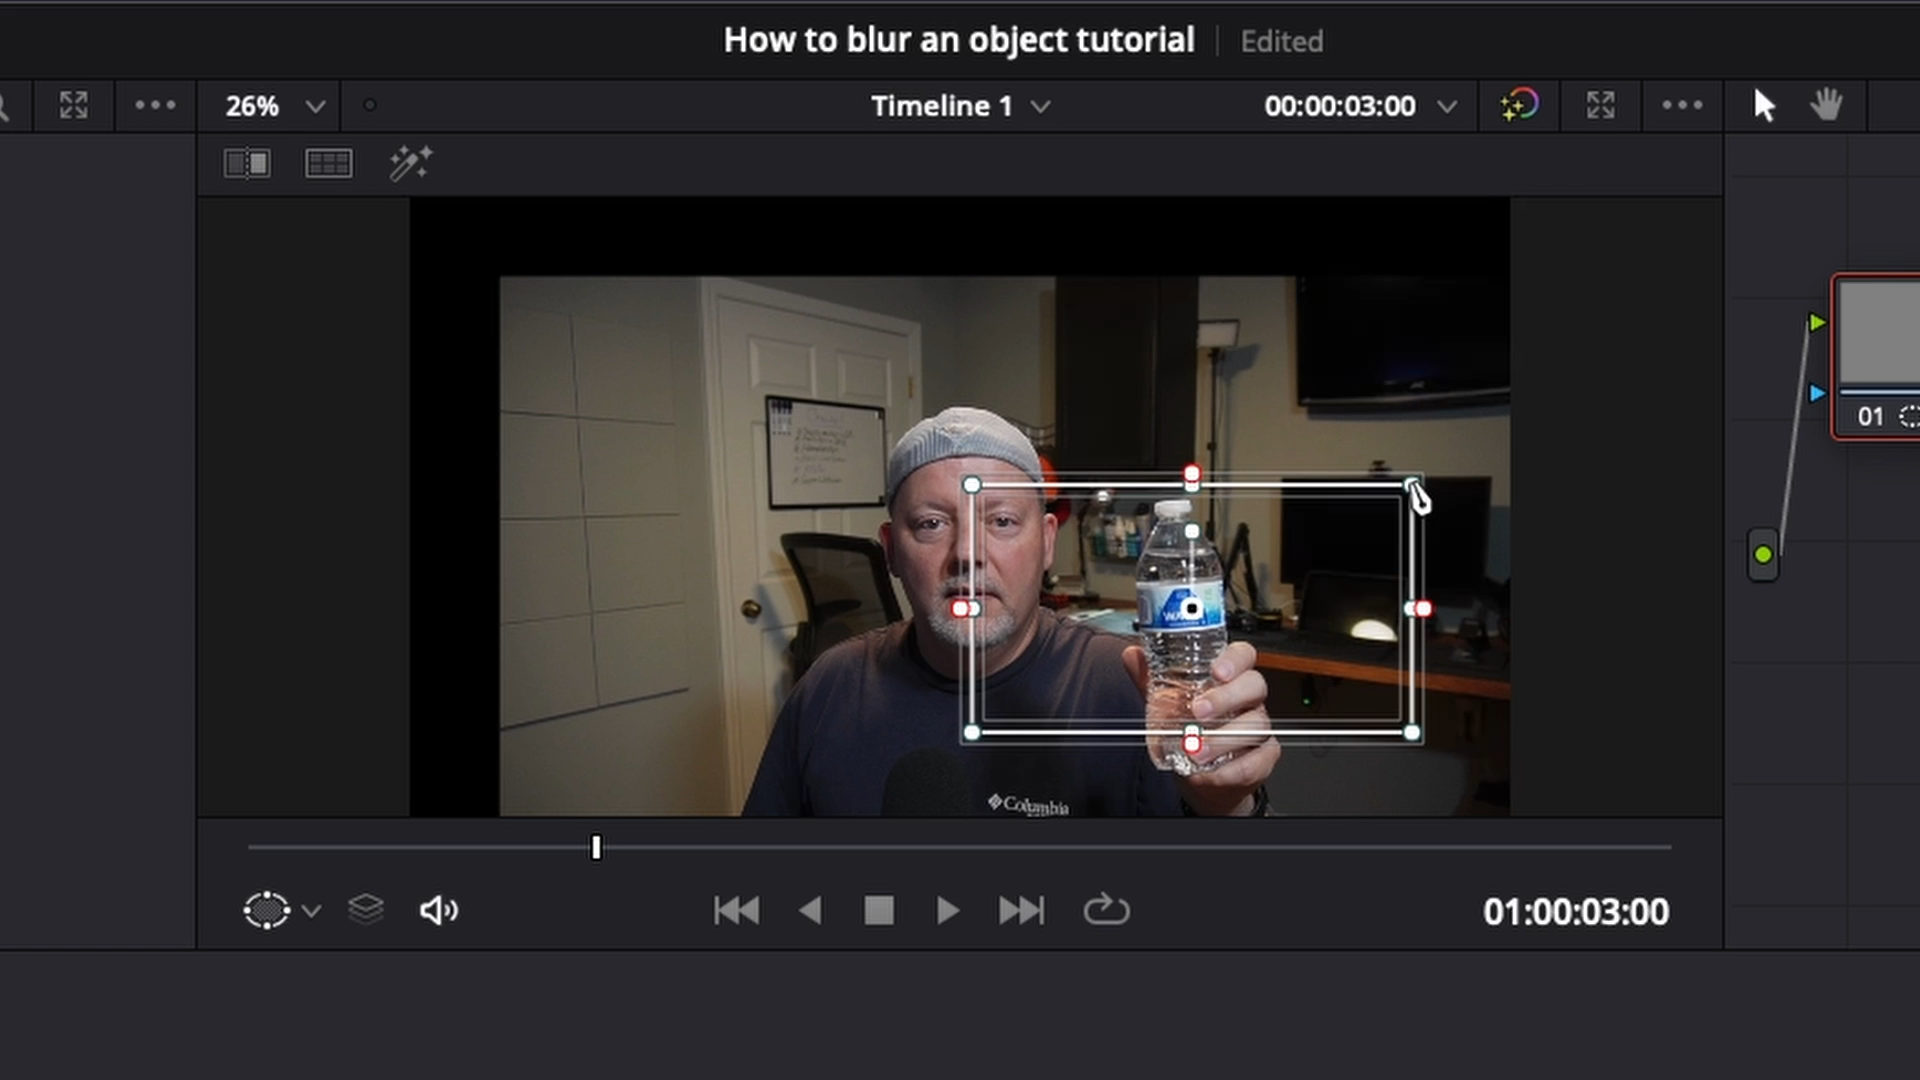 How to blur an object tutorial
Edited
26%
Timeline 1
00:00:03:00
01
Columbia
01:00:03:00